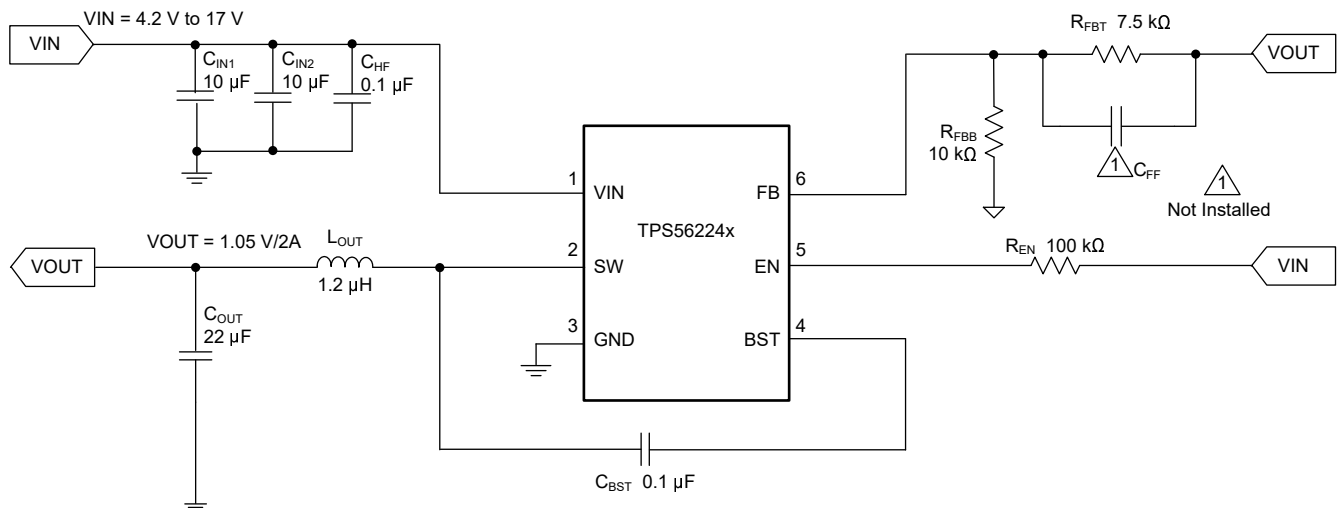 VIN = 4.2 V to 17 V
VIN
CIN1
10 µF
CIN2
10 µF
CHF
0.1 µF
RFBT 7.5 kΩ
VOUT
RFBB
10 kΩ
1
CFF
1
Not Installed
1
VIN
FB
6
TPS56224x
VOUT = 1.05 V/2A
LOUT
1.2 µH
VOUT
2
SW
EN
5
REN 100 kΩ
VIN
COUT
22 µF
3
GND
BST
4
CBST 0.1 µF